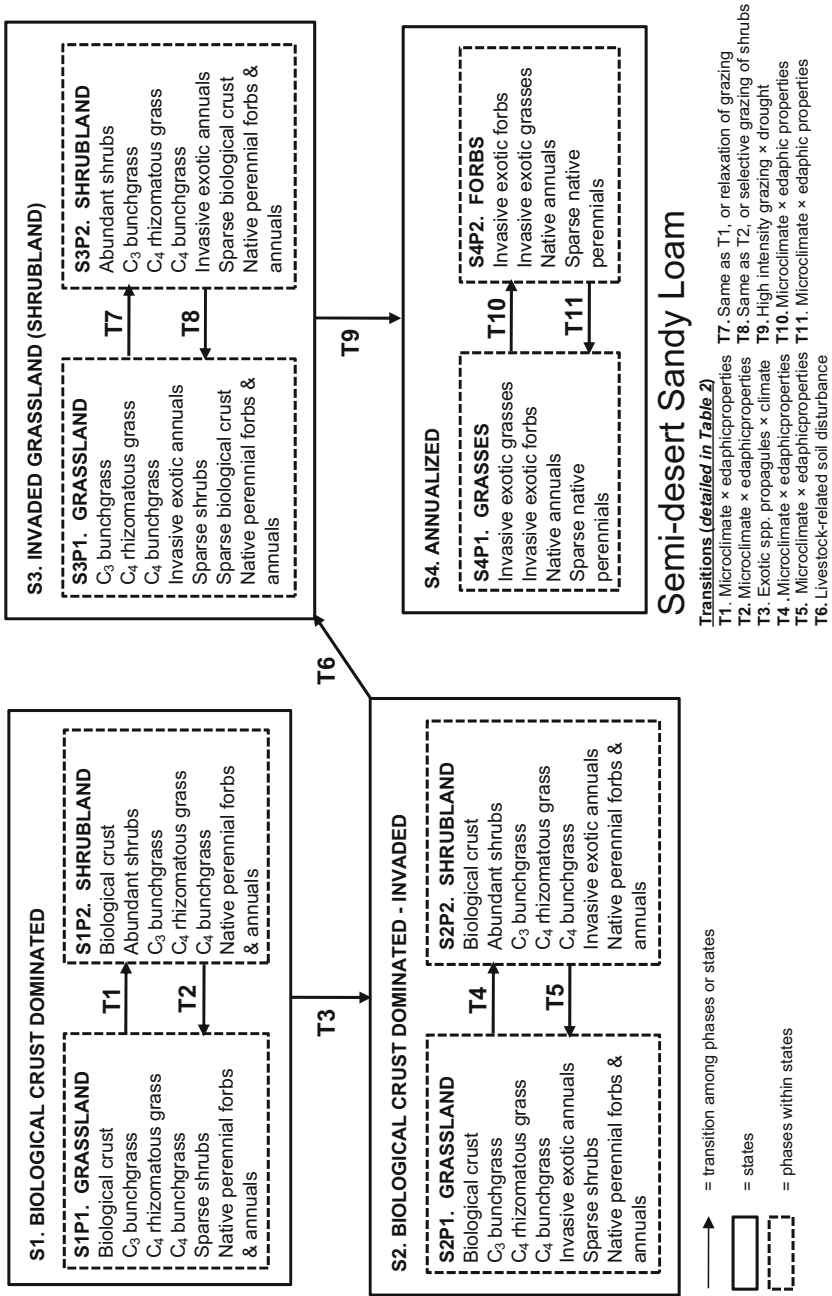 S1. BIOLOGICAL CRUST DOMINATED
S1P1. GRASSLAND
Biological crust
C₃ bunchgrass
C₄ rhizomatous grass
C₄ bunchgrass
Sparse shrubs
Native perennial forbs
& annuals
T1
T2
S1P2. SHRUBLAND
Biological crust
Abundant shrubs
C₃ bunchgrass
C₄ rhizomatous grass
C₄ bunchgrass
Native perennial forbs
& annuals
T3
S2. BIOLOGICAL CRUST DOMINATED - INVADED
S2P1. GRASSLAND
Biological crust
C₃ bunchgrass
C₄ rhizomatous grass
C₄ bunchgrass
Invasive exotic annuals
Sparse shrubs
Native perennial forbs &
annuals
T4
T5
S2P2. SHRUBLAND
Biological crust
Abundant shrubs
C₃ bunchgrass
C₄ rhizomatous grass
C₄ bunchgrass
Invasive exotic annuals
Native perennial forbs &
annuals
T6
S3. INVADED GRASSLAND (SHRUBLAND)
S3P1. GRASSLAND
C₃ bunchgrass
C₄ rhizomatous grass
C₄ bunchgrass
Invasive exotic annuals
Sparse shrubs
Sparse biological crust
Native perennial forbs &
annuals
T7
T8
S3P2. SHRUBLAND
Abundant shrubs
C₃ bunchgrass
C₄ rhizomatous grass
C₄ bunchgrass
Invasive exotic annuals
Sparse biological crust
Native perennial forbs &
annuals
T9
S4. ANNUALIZED
S4P1. GRASSES
Invasive exotic grasses
Invasive exotic forbs
Native annuals
Sparse native
perennials
T10
T11
S4P2. FORBS
Invasive exotic forbs
Invasive exotic grasses
Native annuals
Sparse native
perennials
= transition among phases or states
= states
= phases within states
Semi-desert Sandy Loam
Transitions (detailed in Table 2)
T1. Microclimate × edaphicproperties
T2. Microclimate × edaphicproperties
T3. Exotic spp. propagules × climate
T4 . Microclimate × edaphicproperties
T5. Microclimate × edaphicproperties
T6. Livestock-related soil disturbance
T7. Same as T1, or relaxation of grazing
T8. Same as T2, or selective grazing of shrubs
T9. High intensity grazing × drought
T10. Microclimate × edaphic properties
T11. Microclimate × edaphic properties